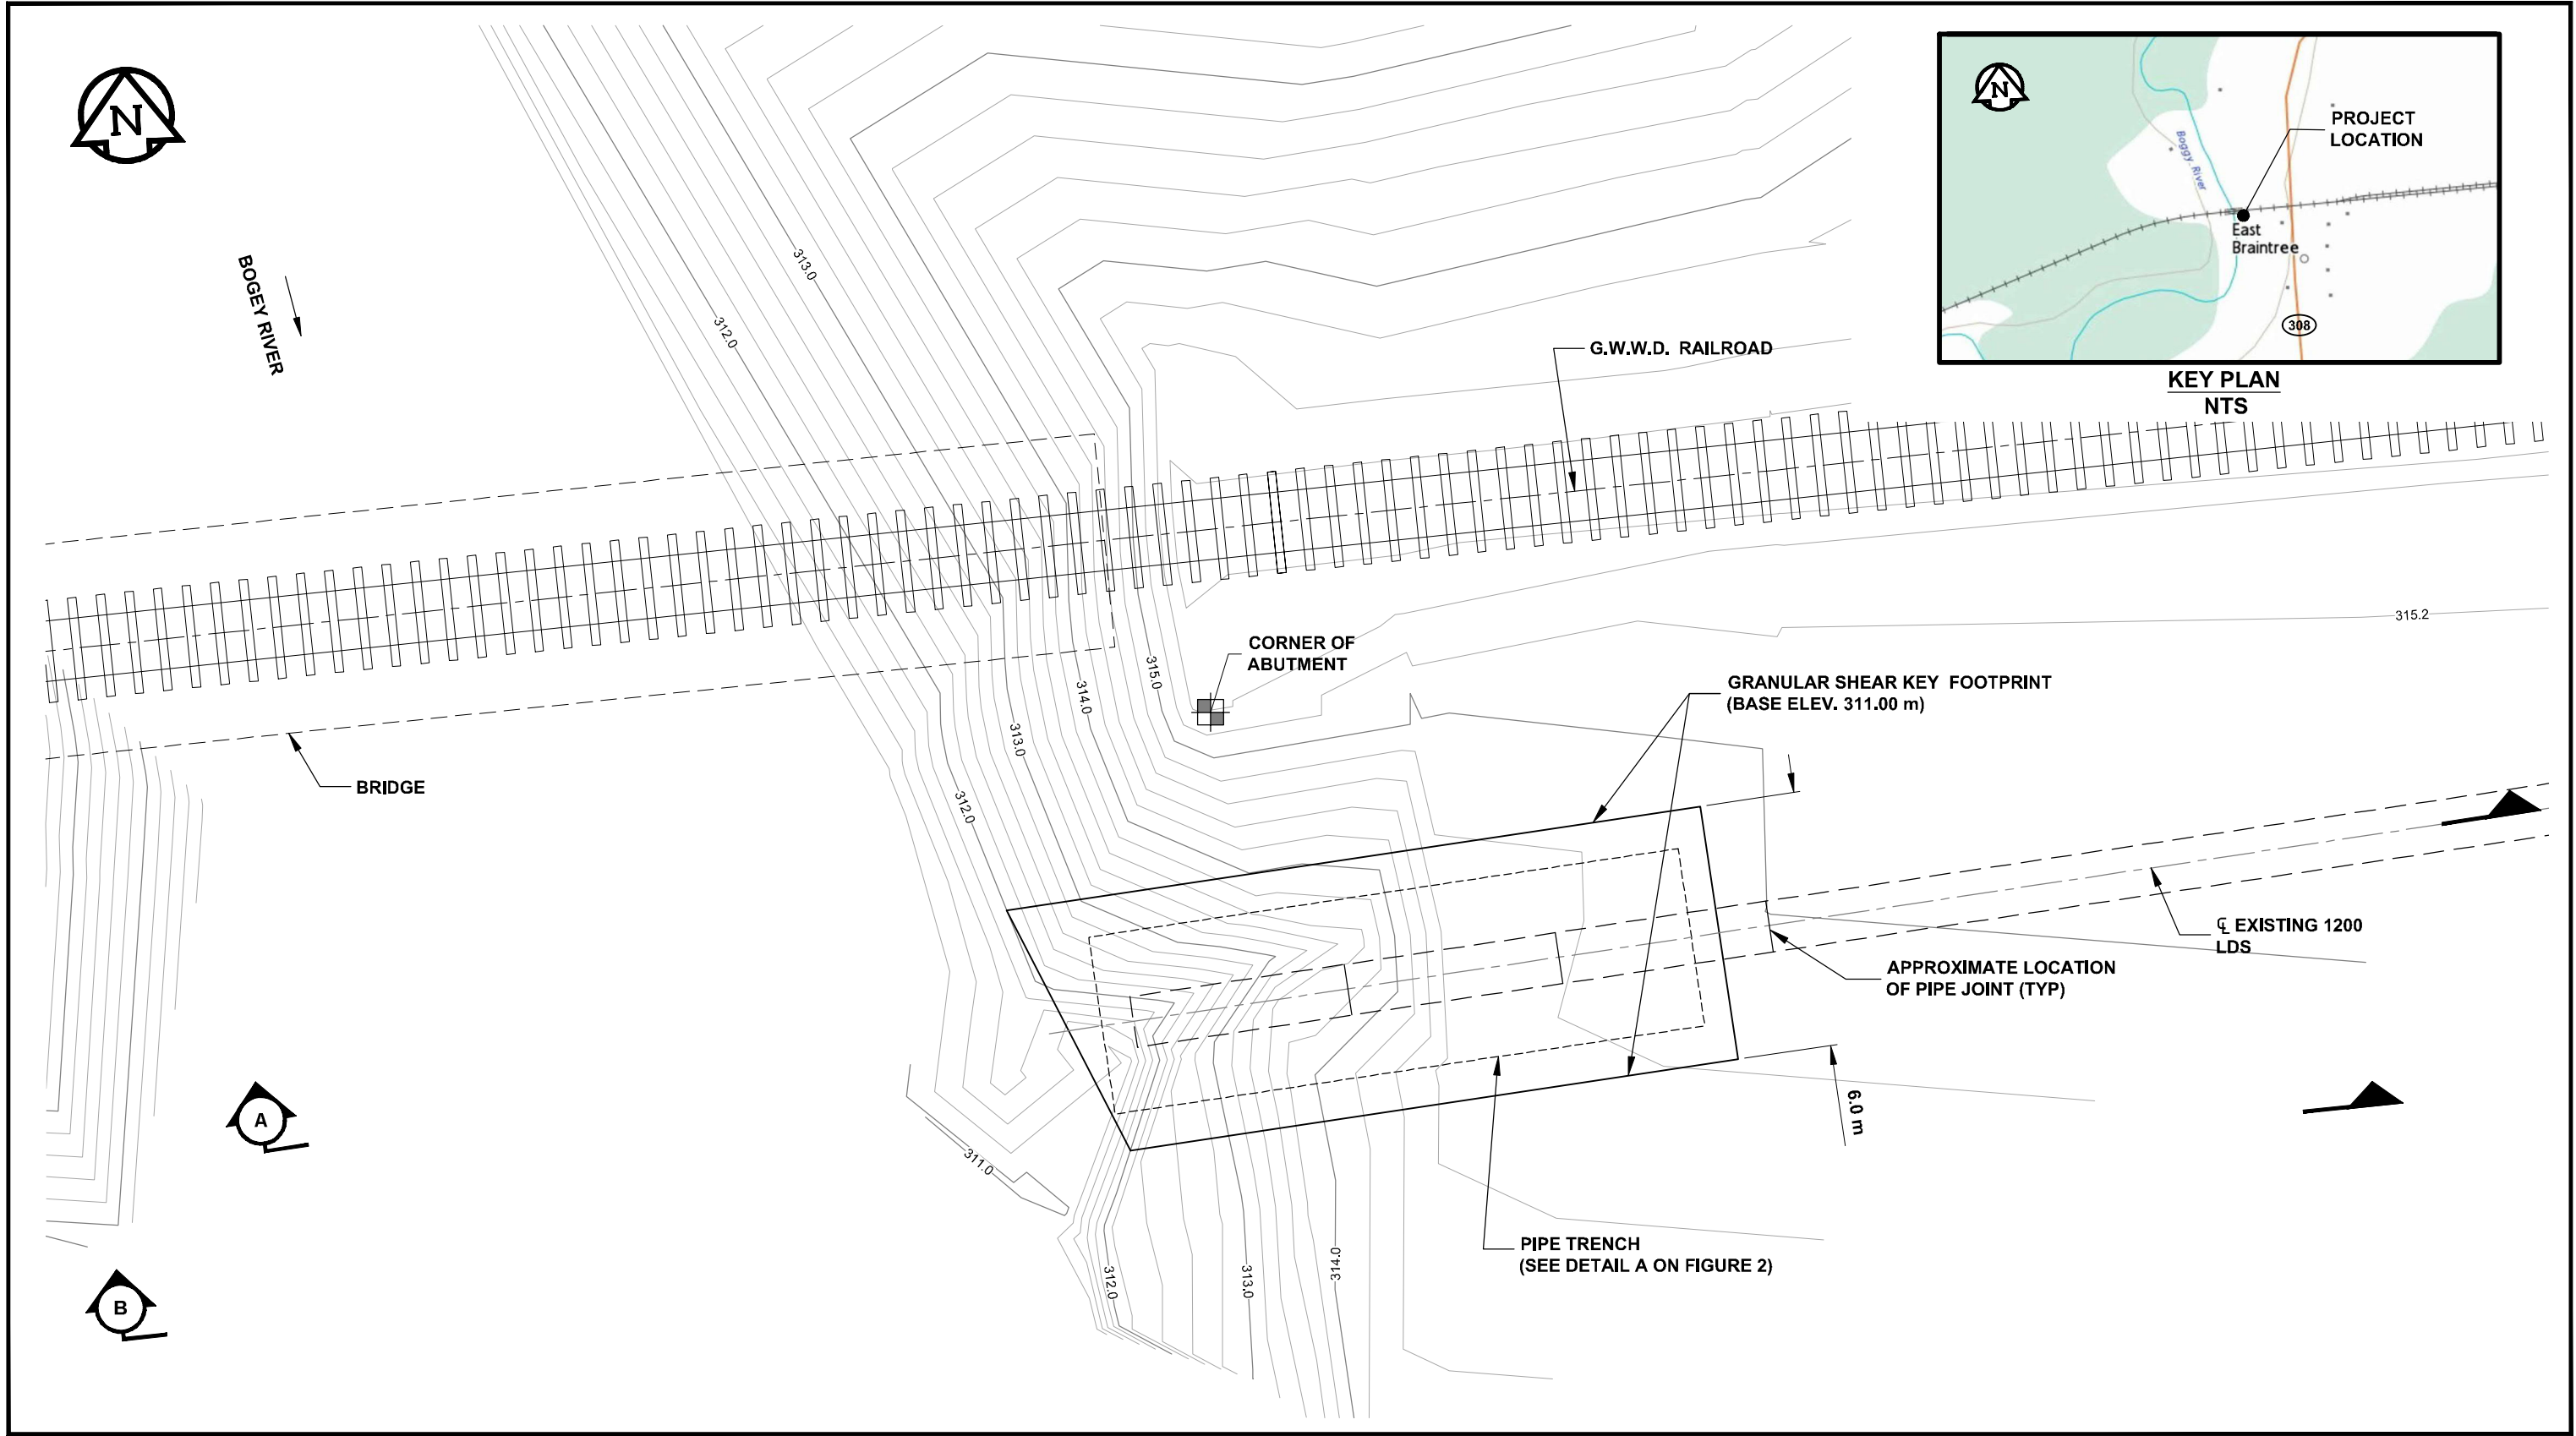 N
N
Boggy River
PROJECT
LOCATION
East
Braintree
308
KEY PLAN
NTS
BOGEY RIVER
313.0
312.0
G.W.W.D. RAILROAD
315.2
CORNER OF
ABUTMENT
315.0
314.0
313.0
312.0
GRANULAR SHEAR KEY FOOTPRINT
(BASE ELEV. 311.00 m)
BRIDGE
℄ EXISTING 1200
LDS
APPROXIMATE LOCATION
OF PIPE JOINT (TYP)
6.0 m
A
311.0
PIPE TRENCH
(SEE DETAIL A ON FIGURE 2)
312.0
313.0
314.0
B